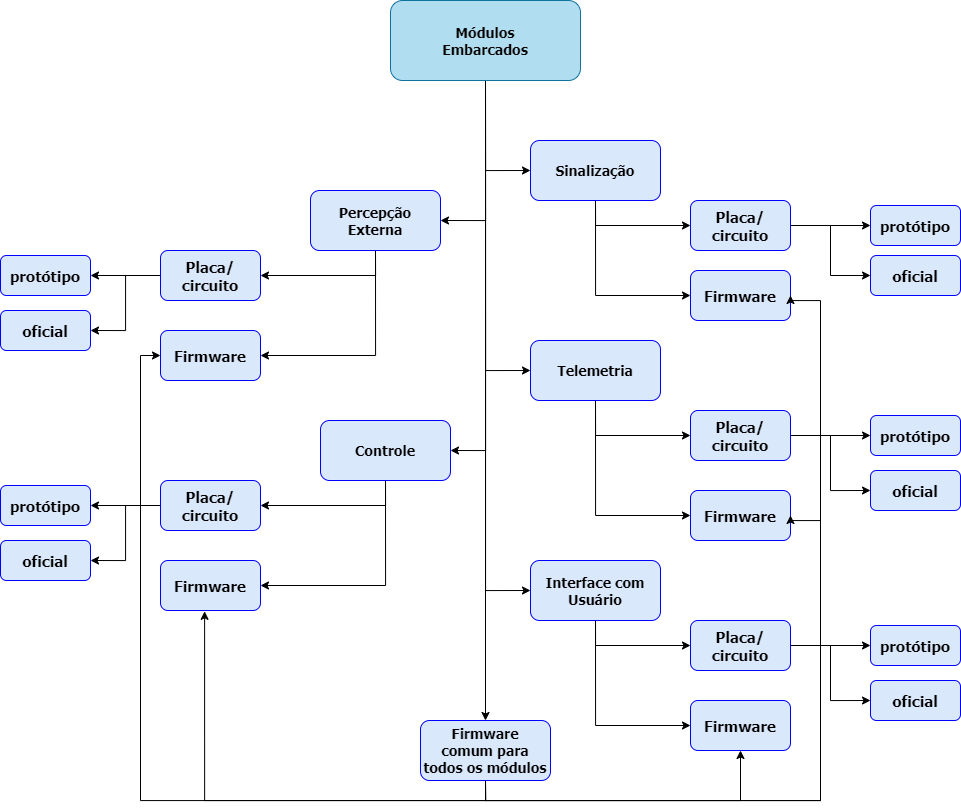 Módulos
Embarcados
Sinalização
Percepção
Externa
Placa/
circuito
protótipo
oficial
Firmware
Placa/
circuito
protótipo
oficial
Firmware
Telemetria
Placa/
circuito
protótipo
oficial
Firmware
Controle
Placa/
circuito
protótipo
oficial
Firmware
Interface com
Usuário
Placa/
circuito
protótipo
oficial
Firmware
Firmware
comum para
todos os módulos